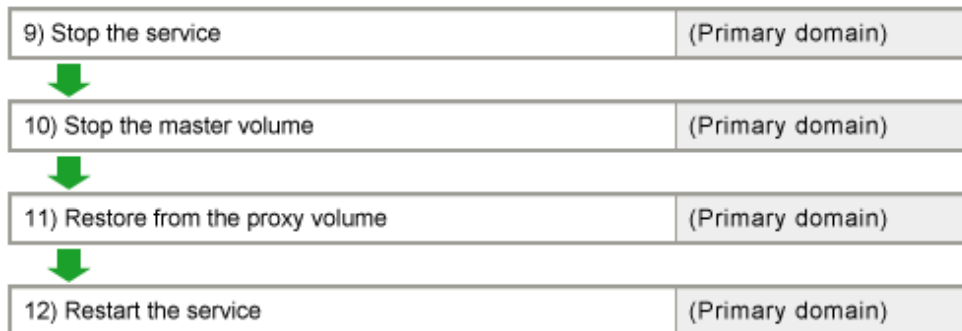 9) Stop the service (Primary domain)
10) Stop the master volume (Primary domain)
11) Restore from the proxy volume (Primary domain)
12) Restart the service (Primary domain)